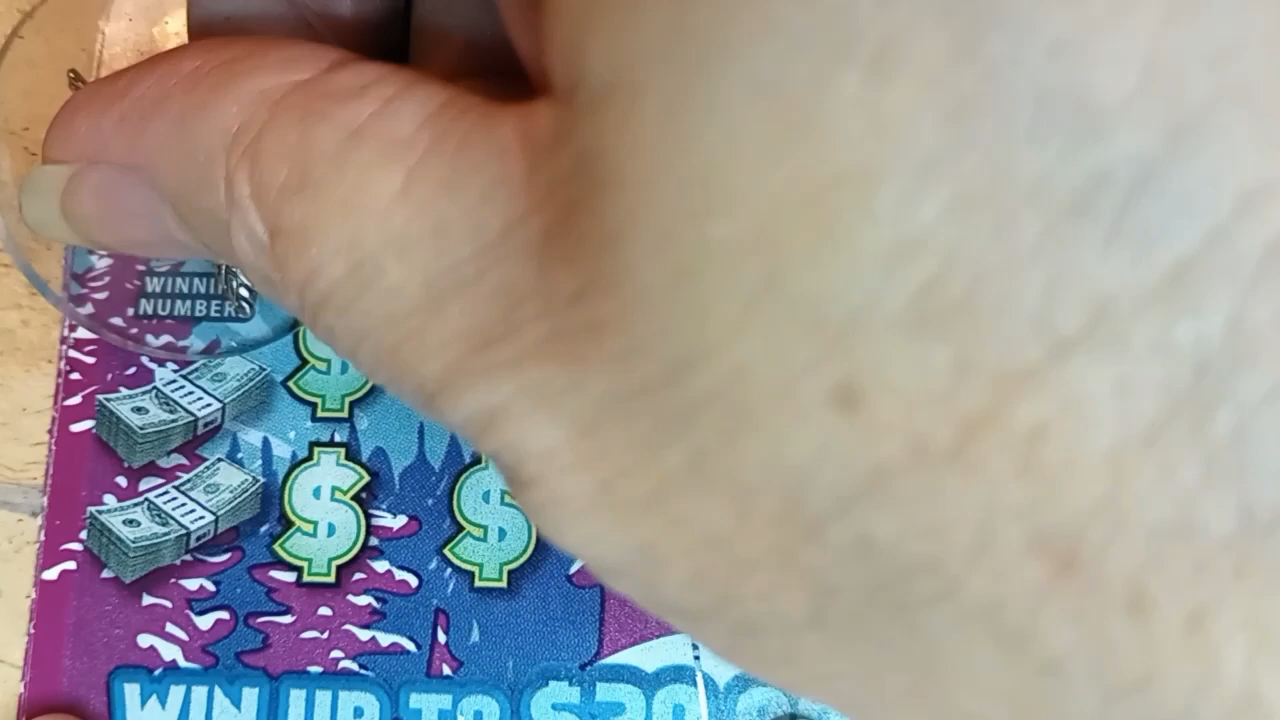 WINNING
NUMBERS
$
$ $
WIN UP TO